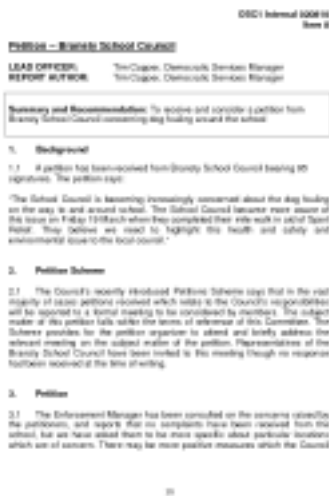 Item 8
Petition – Bransty School Council
LEAD OFFICER: Tim Capper, Democratic Services Manager
REPORT AUTHOR: Tim Capper, Democratic Services Manager
Summary and Recommendation: To receive and consider a petition from
Bransty School Council concerning dog fouling around the school
1. Background
1.1 A petition has been received from Bransty School Council bearing
signatures. The petition says:
"The School Council is becoming increasingly concerned about the dog fouling
on the way to and around school. The School Council became more aware of
this issue on Friday 19 March when they completed their mile walk in aid of Sport
Relief. They believe we need to highlight this health and safety and
environmental issue to the local council."
2. Petition Scheme
2.1 The Council's recently introduced Petitions Scheme says that in the vast
majority of cases petitions received which relate to the Council's responsibilities
will be reported to a formal meeting to be considered by members. The subject
matter of this petition falls within the terms of reference of this Committee. The
Scheme provides for the petition organiser to attend and briefly address the
relevant meeting on the subject matter of the petition. Representatives of the
Bransty School Council have been invited to this meeting though no response
had been received at the time of writing.
3. Petition
3.1 The Enforcement Manager has been consulted on the concerns raised by
the petitioners, and reports that no complaints have been received from the
school, but we have asked them to be more specific about particular locations
which are of concern. There may be more positive measures which the Council